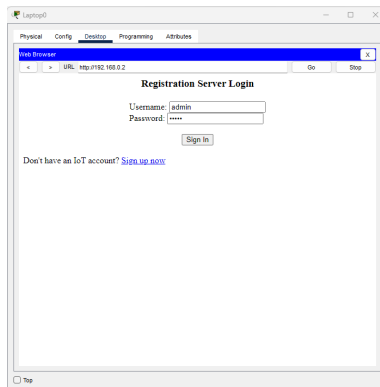 Laptop0
Physical Config Desktop Programming Attributes
Web Browser X
< > URL http://192.168.0.2 Go Stop
Registration Server Login
Username: admin
Password: •••••
Sign In
Don't have an IoT account? Sign up now
Top